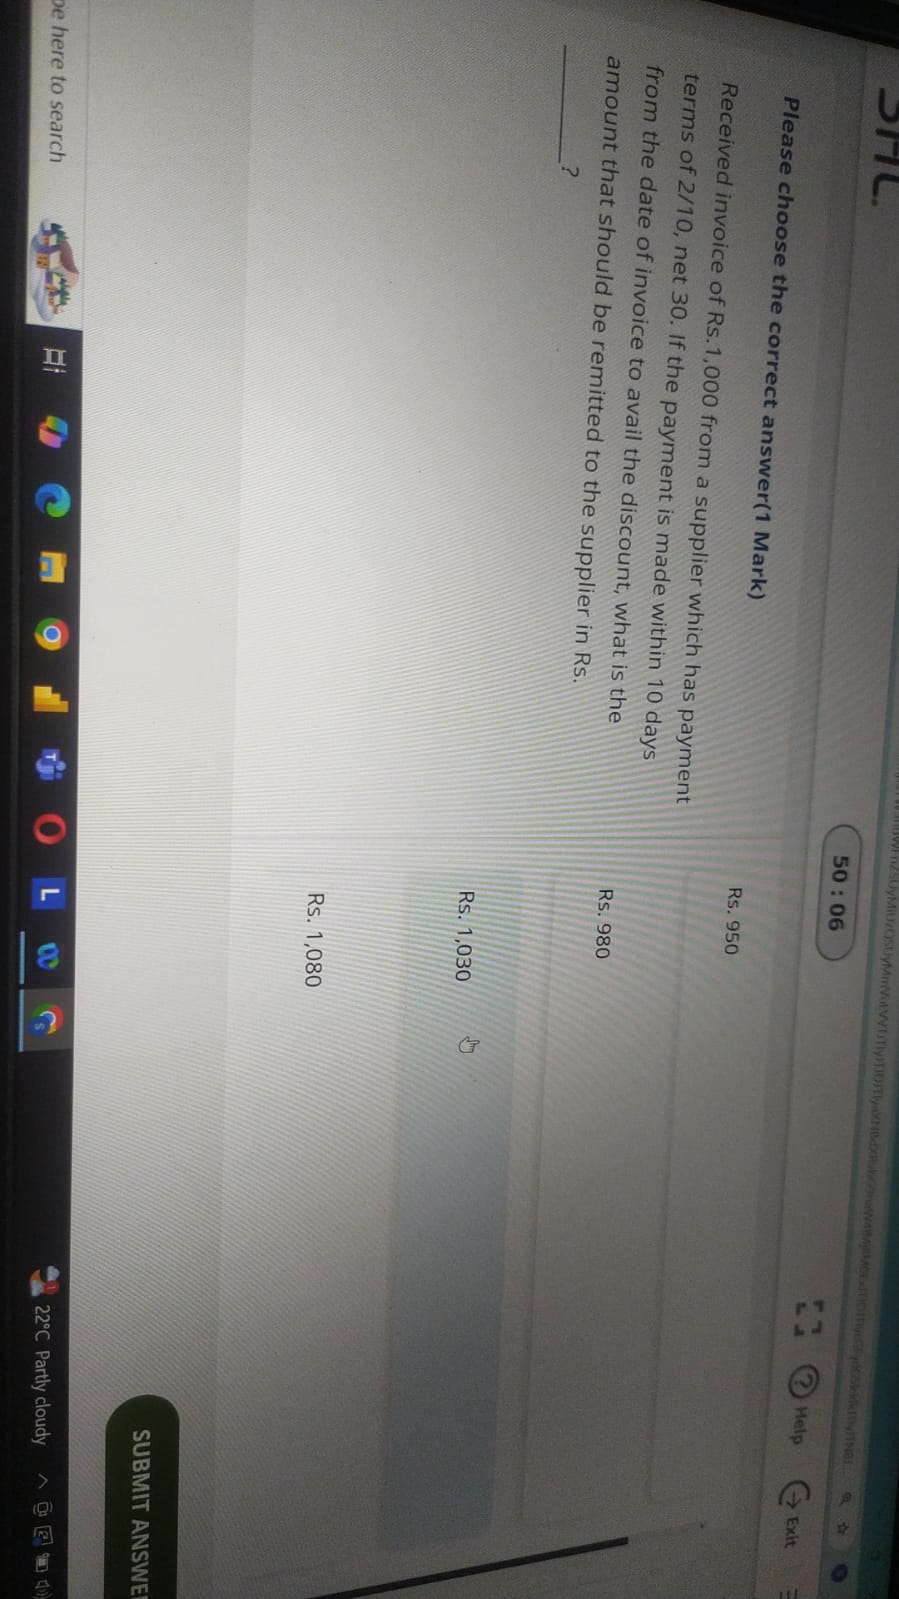 SHL.
50 : 06
Help
Exit
Please choose the correct answer(1 Mark)
Received invoice of Rs.1,000 from a supplier which has payment
terms of 2/10, net 30. If the payment is made within 10 days
from the date of invoice to avail the discount, what is the
amount that should be remitted to the supplier in Rs.
_________?
Rs. 950
Rs. 980
Rs. 1,030
Rs. 1,080
SUBMIT ANSWE
here to search
22°C Partly cloudy